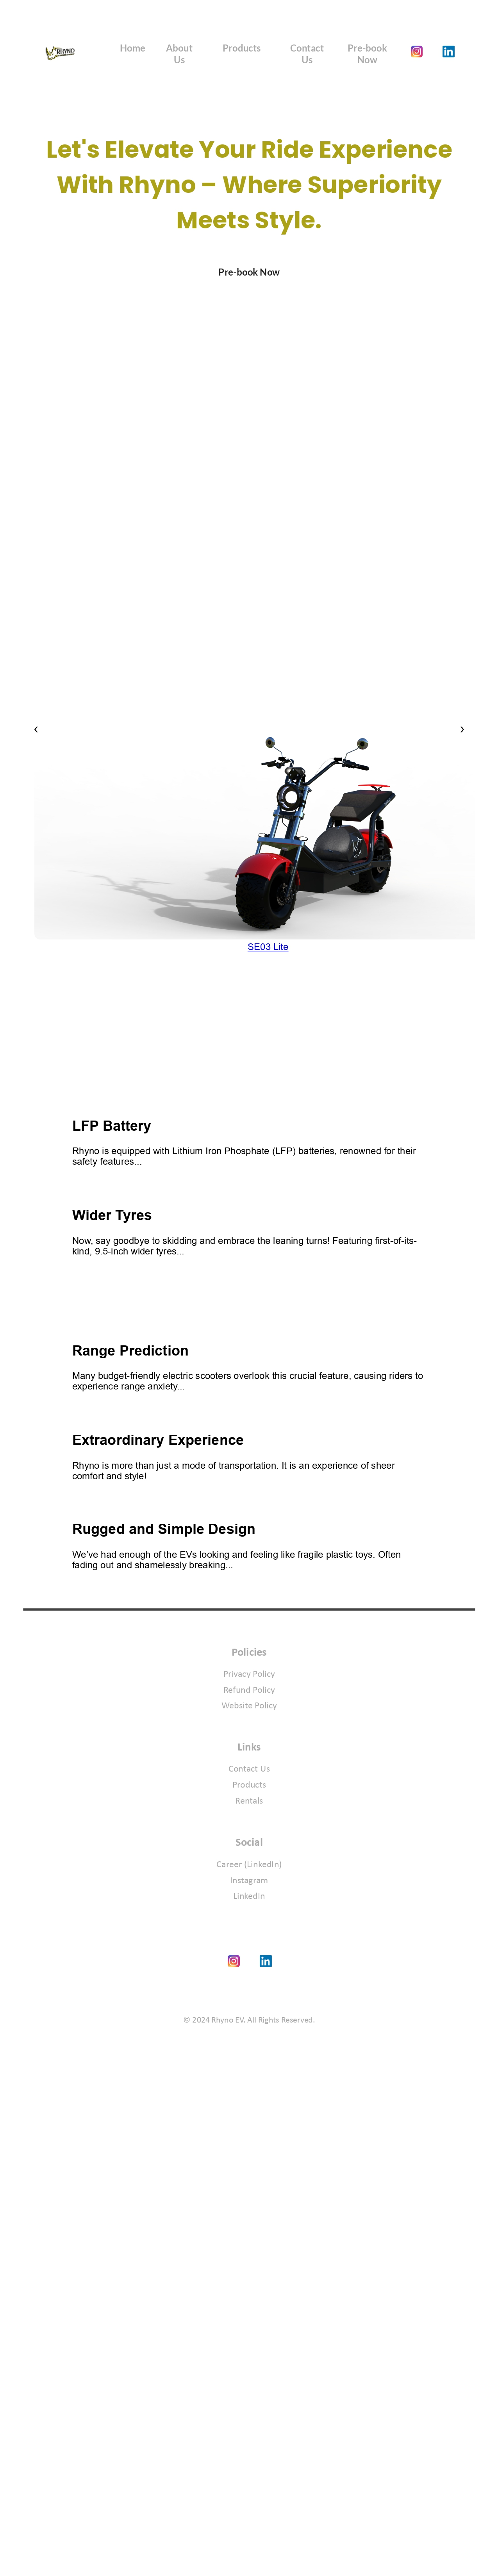 RHYNO
Home
About
Us
Products
Contact
Us
Pre-book
Now
Let's Elevate Your Ride Experience
With Rhyno – Where Superiority
Meets Style.
Pre-book Now
‹
›
SE03 Lite
LFP Battery
Rhyno is equipped with Lithium Iron Phosphate (LFP) batteries, renowned for their
safety features...
Wider Tyres
Now, say goodbye to skidding and embrace the leaning turns! Featuring first-of-its-
kind, 9.5-inch wider tyres...
Range Prediction
Many budget-friendly electric scooters overlook this crucial feature, causing riders to
experience range anxiety...
Extraordinary Experience
Rhyno is more than just a mode of transportation. It is an experience of sheer
comfort and style!
Rugged and Simple Design
We've had enough of the EVs looking and feeling like fragile plastic toys. Often
fading out and shamelessly breaking...
Policies
Privacy Policy
Refund Policy
Website Policy
Links
Contact Us
Products
Rentals
Social
Career (LinkedIn)
Instagram
LinkedIn
© 2024 Rhyno EV. All Rights Reserved.